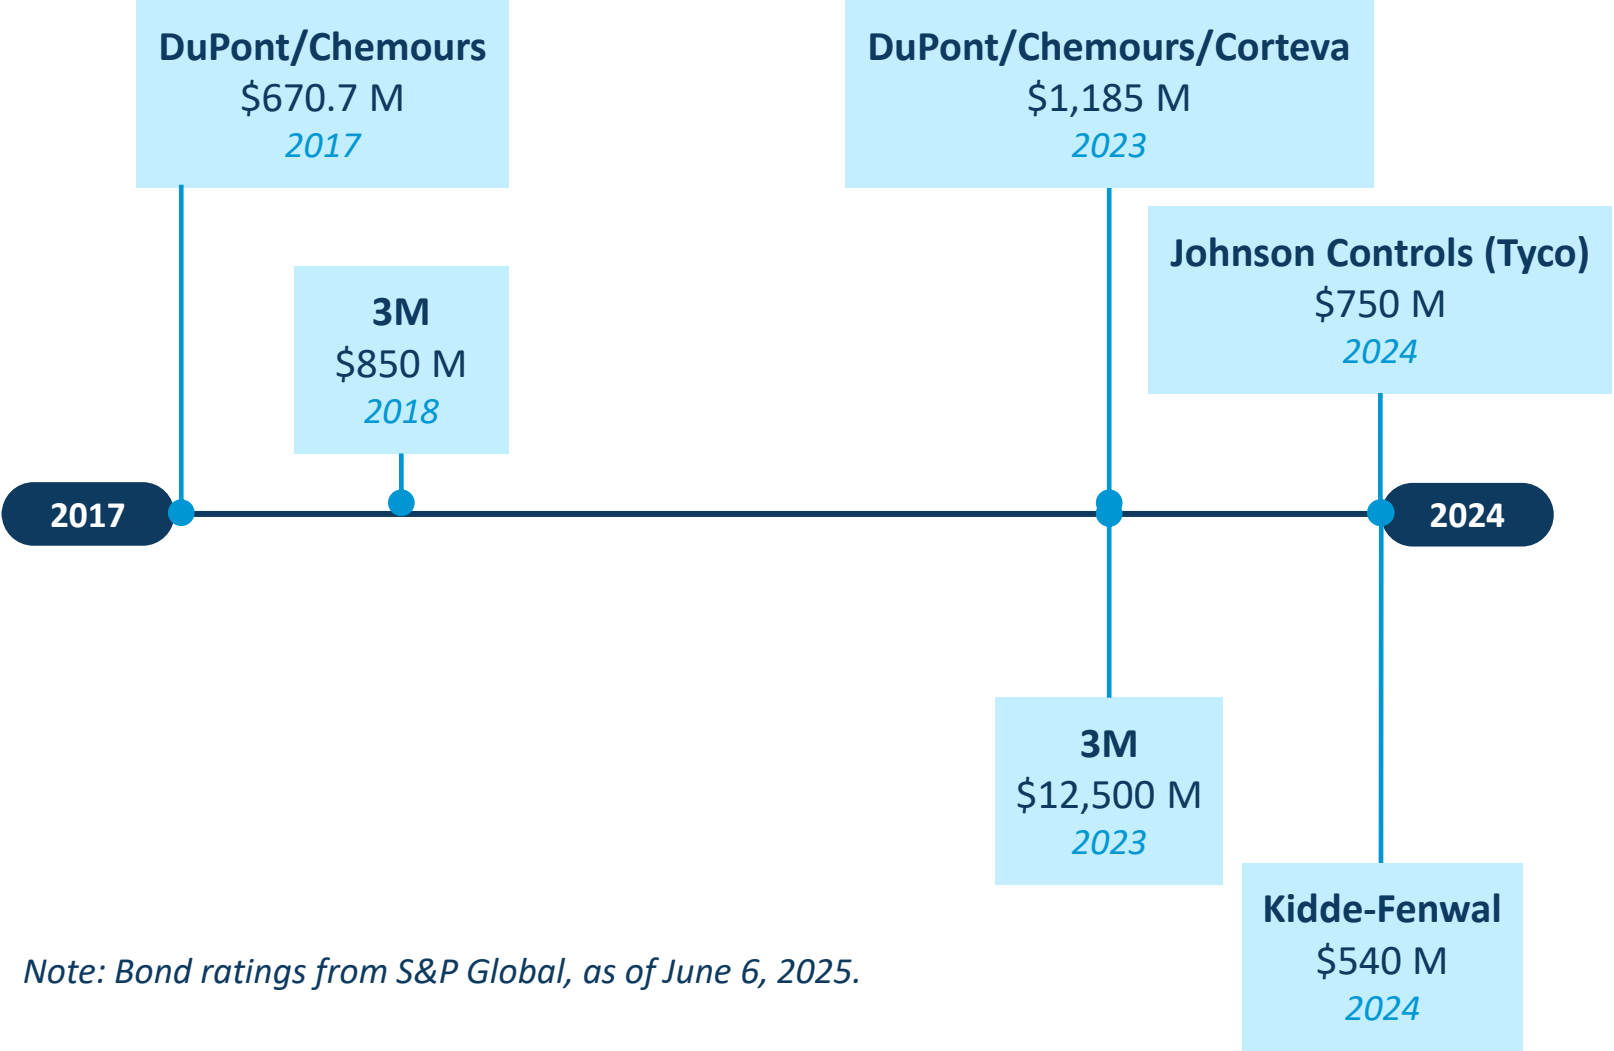 DuPont/Chemours
$670.7 M
2017
DuPont/Chemours/Corteva
$1,185 M
2023
3M
$850 M
2018
Johnson Controls (Tyco)
$750 M
2024
2017
2024
3M
$12,500 M
2023
Kidde-Fenwal
$540 M
2024
Note: Bond ratings from S&P Global, as of June 6, 2025.